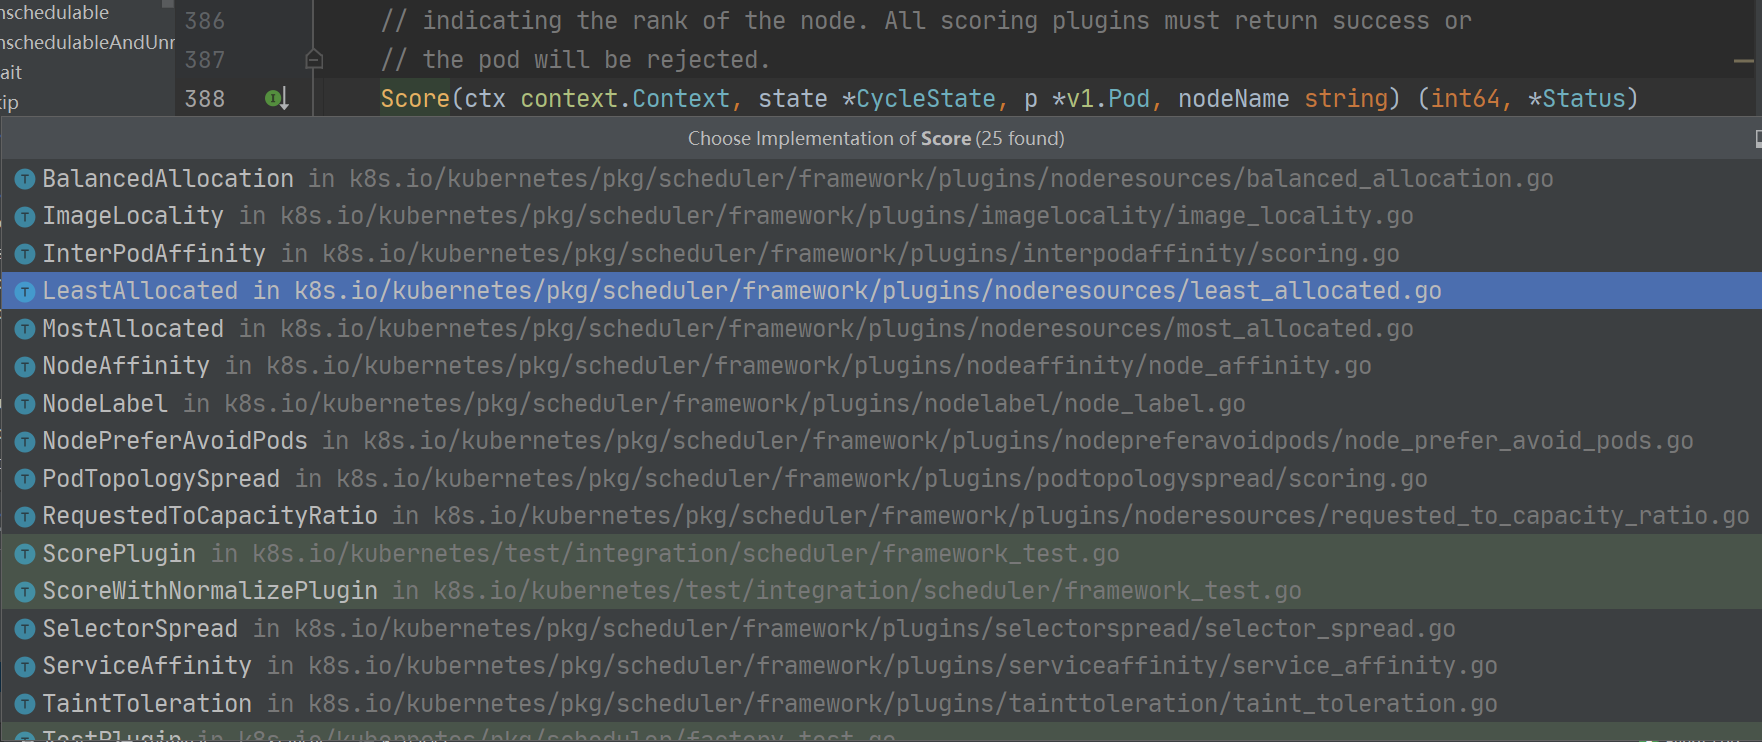 nschedulable
nschedulableAndUnr
ait
ip
386 // indicating the rank of the node. All scoring plugins must return success or
387 // the pod will be rejected.
388 Score(ctx context.Context, state *CycleState, p *v1.Pod, nodeName string) (int64, *Status)
Choose Implementation of Score (25 found)
BalancedAllocation in k8s.io/kubernetes/pkg/scheduler/framework/plugins/noderesources/balanced_allocation.go
ImageLocality in k8s.io/kubernetes/pkg/scheduler/framework/plugins/imagelocality/image_locality.go
InterPodAffinity in k8s.io/kubernetes/pkg/scheduler/framework/plugins/interpodaffinity/scoring.go
LeastAllocated in k8s.io/kubernetes/pkg/scheduler/framework/plugins/noderesources/least_allocated.go
MostAllocated in k8s.io/kubernetes/pkg/scheduler/framework/plugins/noderesources/most_allocated.go
NodeAffinity in k8s.io/kubernetes/pkg/scheduler/framework/plugins/nodeaffinity/node_affinity.go
NodeLabel in k8s.io/kubernetes/pkg/scheduler/framework/plugins/nodelabel/node_label.go
NodePreferAvoidPods in k8s.io/kubernetes/pkg/scheduler/framework/plugins/nodepreferavoidpods/node_prefer_avoid_pods.go
PodTopologySpread in k8s.io/kubernetes/pkg/scheduler/framework/plugins/podtopologyspread/scoring.go
RequestedToCapacityRatio in k8s.io/kubernetes/pkg/scheduler/framework/plugins/noderesources/requested_to_capacity_ratio.go
ScorePlugin in k8s.io/kubernetes/test/integration/scheduler/framework_test.go
ScoreWithNormalizePlugin in k8s.io/kubernetes/test/integration/scheduler/framework_test.go
SelectorSpread in k8s.io/kubernetes/pkg/scheduler/framework/plugins/selectorspread/selector_spread.go
ServiceAffinity in k8s.io/kubernetes/pkg/scheduler/framework/plugins/serviceaffinity/service_affinity.go
TaintToleration in k8s.io/kubernetes/pkg/scheduler/framework/plugins/tainttoleration/taint_toleration.go
TestPlugin in k8s.io/kubernetes/pkg/scheduler/factory_test.go